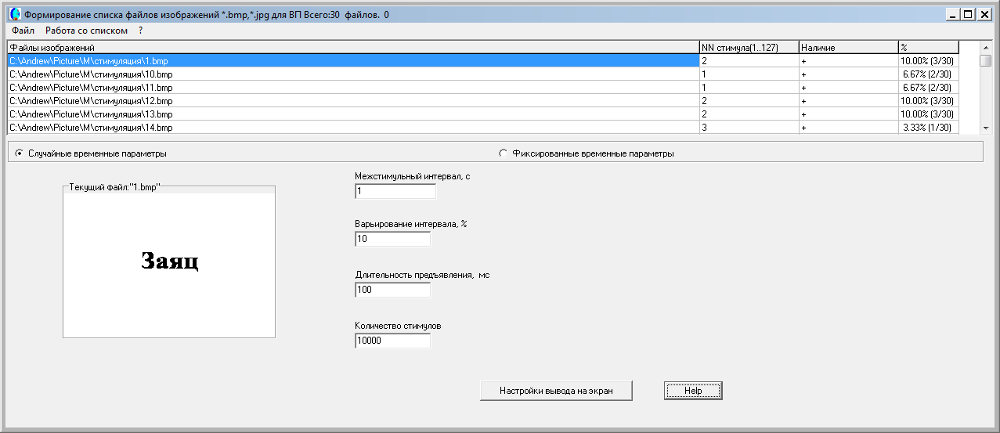 Формирование списка файлов изображений *.bmp,*.jpg для ВП Всего:30 файлов. 0
Файл Работа со списком ?
Файлы изображений NN стимула(1..127) Наличие %
C:\Andrew\Picture\M\стимуляция\1.bmp 2 + 10.00% (3/30)
C:\Andrew\Picture\M\стимуляция\10.bmp 1 + 6.67% (2/30)
C:\Andrew\Picture\M\стимуляция\11.bmp 1 + 6.67% (2/30)
C:\Andrew\Picture\M\стимуляция\12.bmp 2 + 10.00% (3/30)
C:\Andrew\Picture\M\стимуляция\13.bmp 2 + 10.00% (3/30)
C:\Andrew\Picture\M\стимуляция\14.bmp 3 + 3.33% (1/30)
Случайные временные параметры Фиксированные временные параметры
Текущий файл:"1.bmp"
Заяц
Межстимульный интервал, с
1
Варьирование интервала, %
10
Длительность предъявления, мс
100
Количество стимулов
10000
Настройки вывода на экран Help